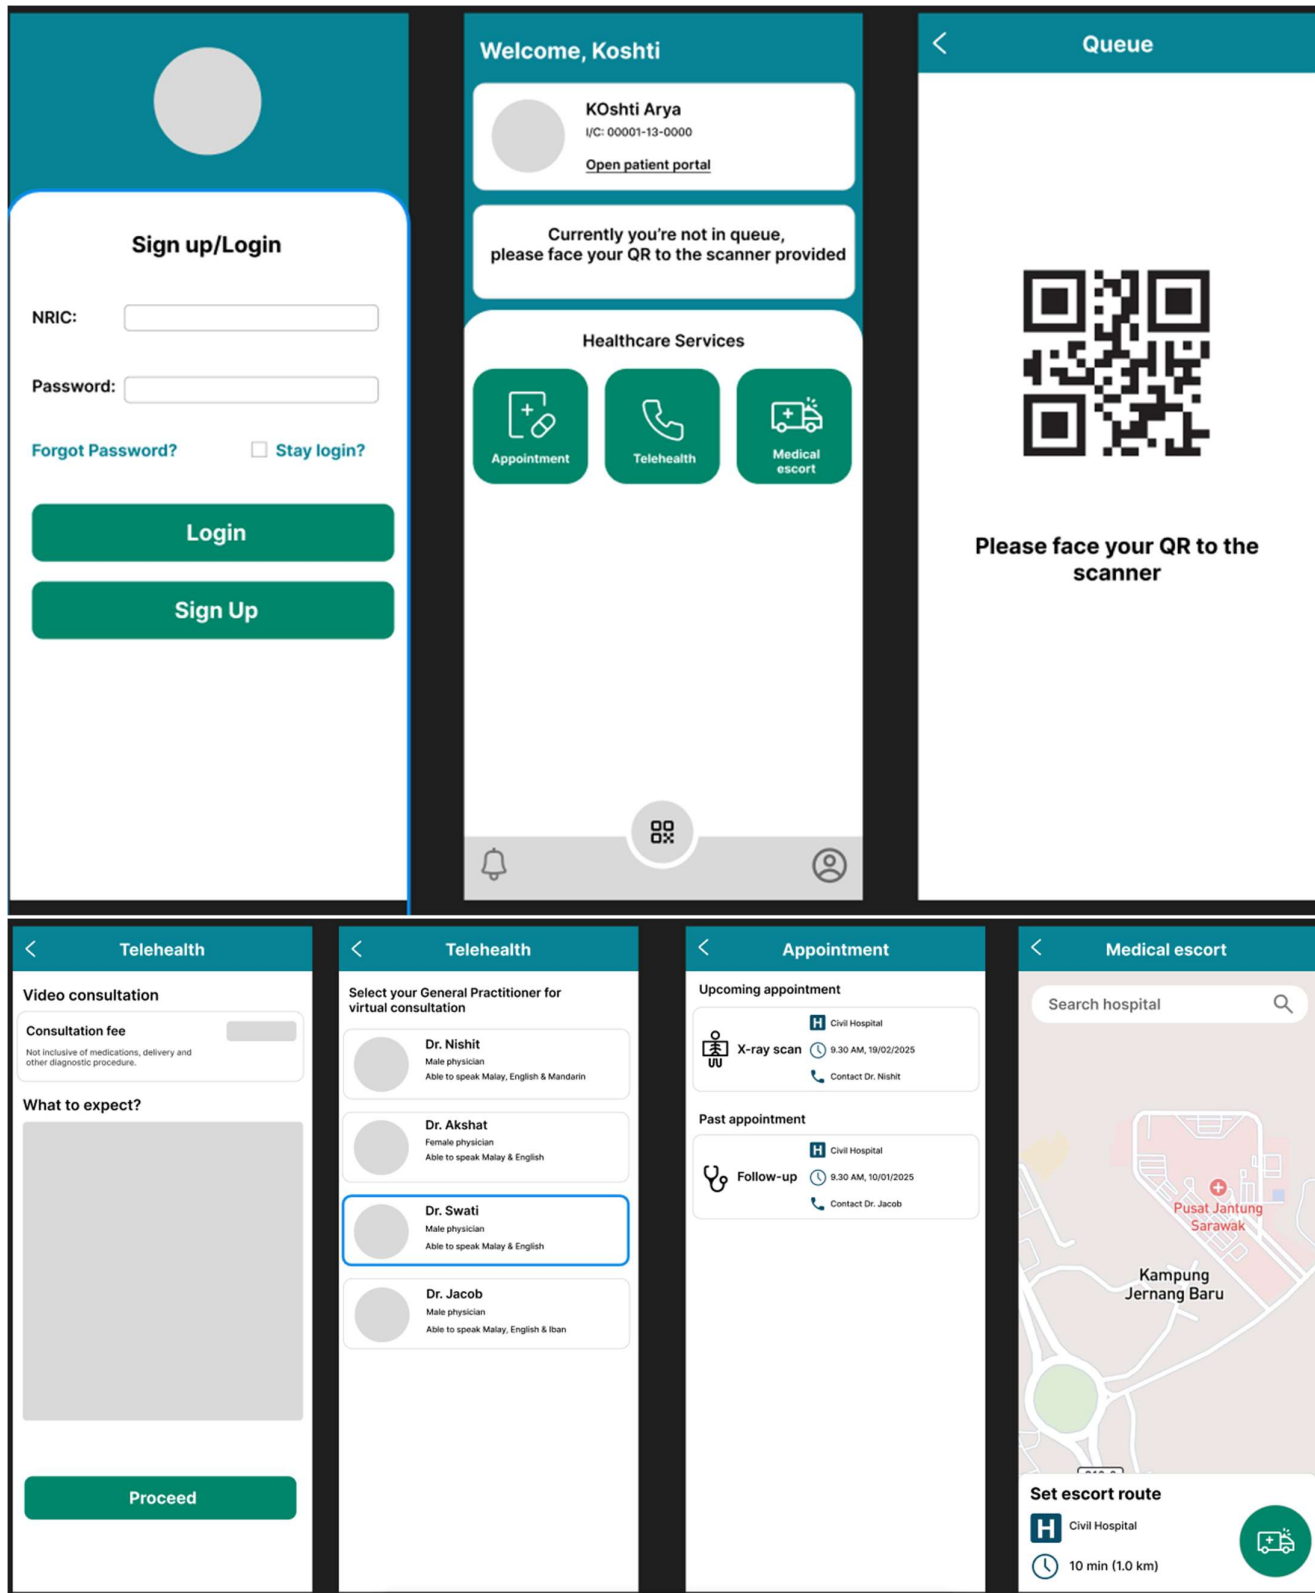 Sign up/Login
NRIC:
Password:
Forgot Password?
Stay login?
Login
Sign Up
Welcome, Koshti
KOshti Arya
I/C: 00001-13-0000
Open patient portal
Currently you're not in queue,
please face your QR to the scanner provided
Healthcare Services
Appointment
Telehealth
Medical
escort
Queue
Please face your QR to the
scanner
Telehealth
Video consultation
Consultation fee
Not inclusive of medications, delivery and
other diagnostic procedure.
What to expect?
Proceed
Telehealth
Select your General Practitioner for
virtual consultation
Dr. Nishit
Male physician
Able to speak Malay, English & Mandarin
Dr. Akshat
Female physician
Able to speak Malay & English
Dr. Swati
Male physician
Able to speak Malay & English
Dr. Jacob
Male physician
Able to speak Malay, English & Iban
Appointment
Upcoming appointment
H Civil Hospital
X-ray scan
9.30 AM, 19/02/2025
Contact Dr. Nishit
Past appointment
H Civil Hospital
Follow-up
9.30 AM, 10/01/2025
Contact Dr. Jacob
Medical escort
Search hospital
Pusat Jantung
Sarawak
Kampung
Jernang Baru
Set escort route
H Civil Hospital
10 min (1.0 km)